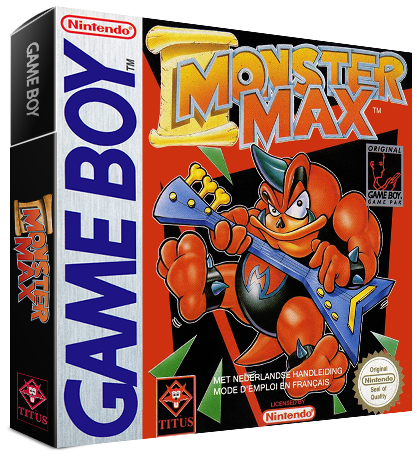 GAME BOY
MONSTER
MAX
TITUS
Nintendo
GAME BOY
TM
MONSTER
MAX
TM
ORIGINAL
GAME BOY
GAME PAK
MET NEDERLANDSE HANDLEIDING
MODE D'EMPLOI EN FRANÇAIS
LICENSED BY
Nintendo
TITUS
Original
Nintendo
Seal of
Quality